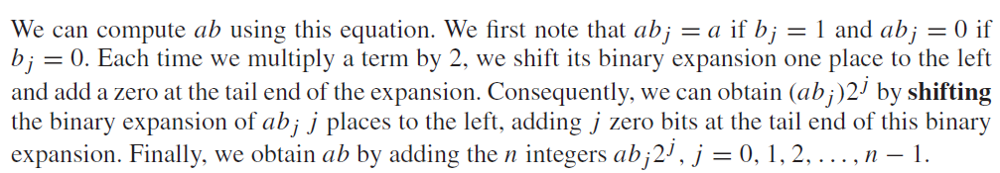 We can compute ab using this equation. We first note that ab_j = a if b_j = 1 and ab_j = 0 if
b_j = 0. Each time we multiply a term by 2, we shift its binary expansion one place to the left
and add a zero at the tail end of the expansion. Consequently, we can obtain (ab_j)2^j by shifting
the binary expansion of ab_j j places to the left, adding j zero bits at the tail end of this binary
expansion. Finally, we obtain ab by adding the n integers ab_j2^j, j = 0, 1, 2, . . . , n − 1.